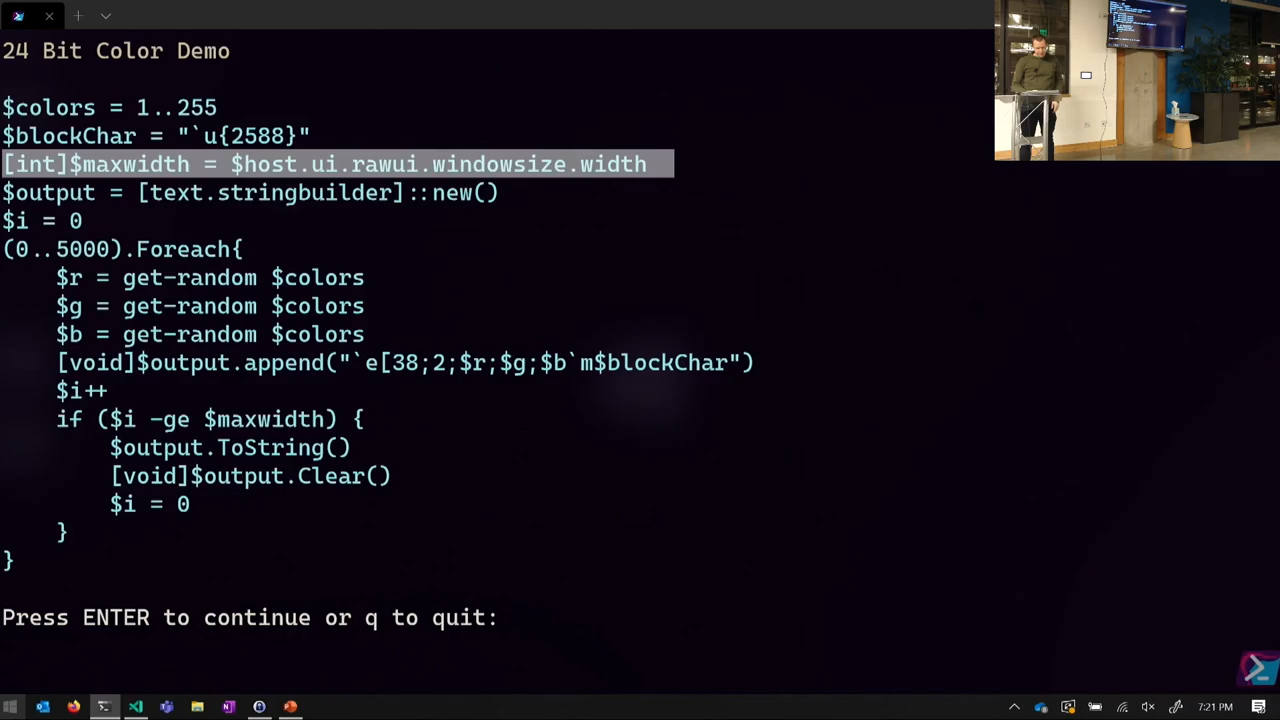 24 Bit Color Demo
$colors = 1..255
$blockChar = "`u{2588}"
[int]$maxwidth = $host.ui.rawui.windowsize.width
$output = [text.stringbuilder]::new()
$i = 0
(0..5000).Foreach{
$r = get-random $colors
$g = get-random $colors
$b = get-random $colors
[void]$output.append("`e[38;2;$r;$g;$b`m$blockChar")
$i++
if ($i -ge $maxwidth) {
$output.ToString()
[void]$output.Clear()
$i = 0
}
}
Press ENTER to continue or q to quit:
7:21 PM